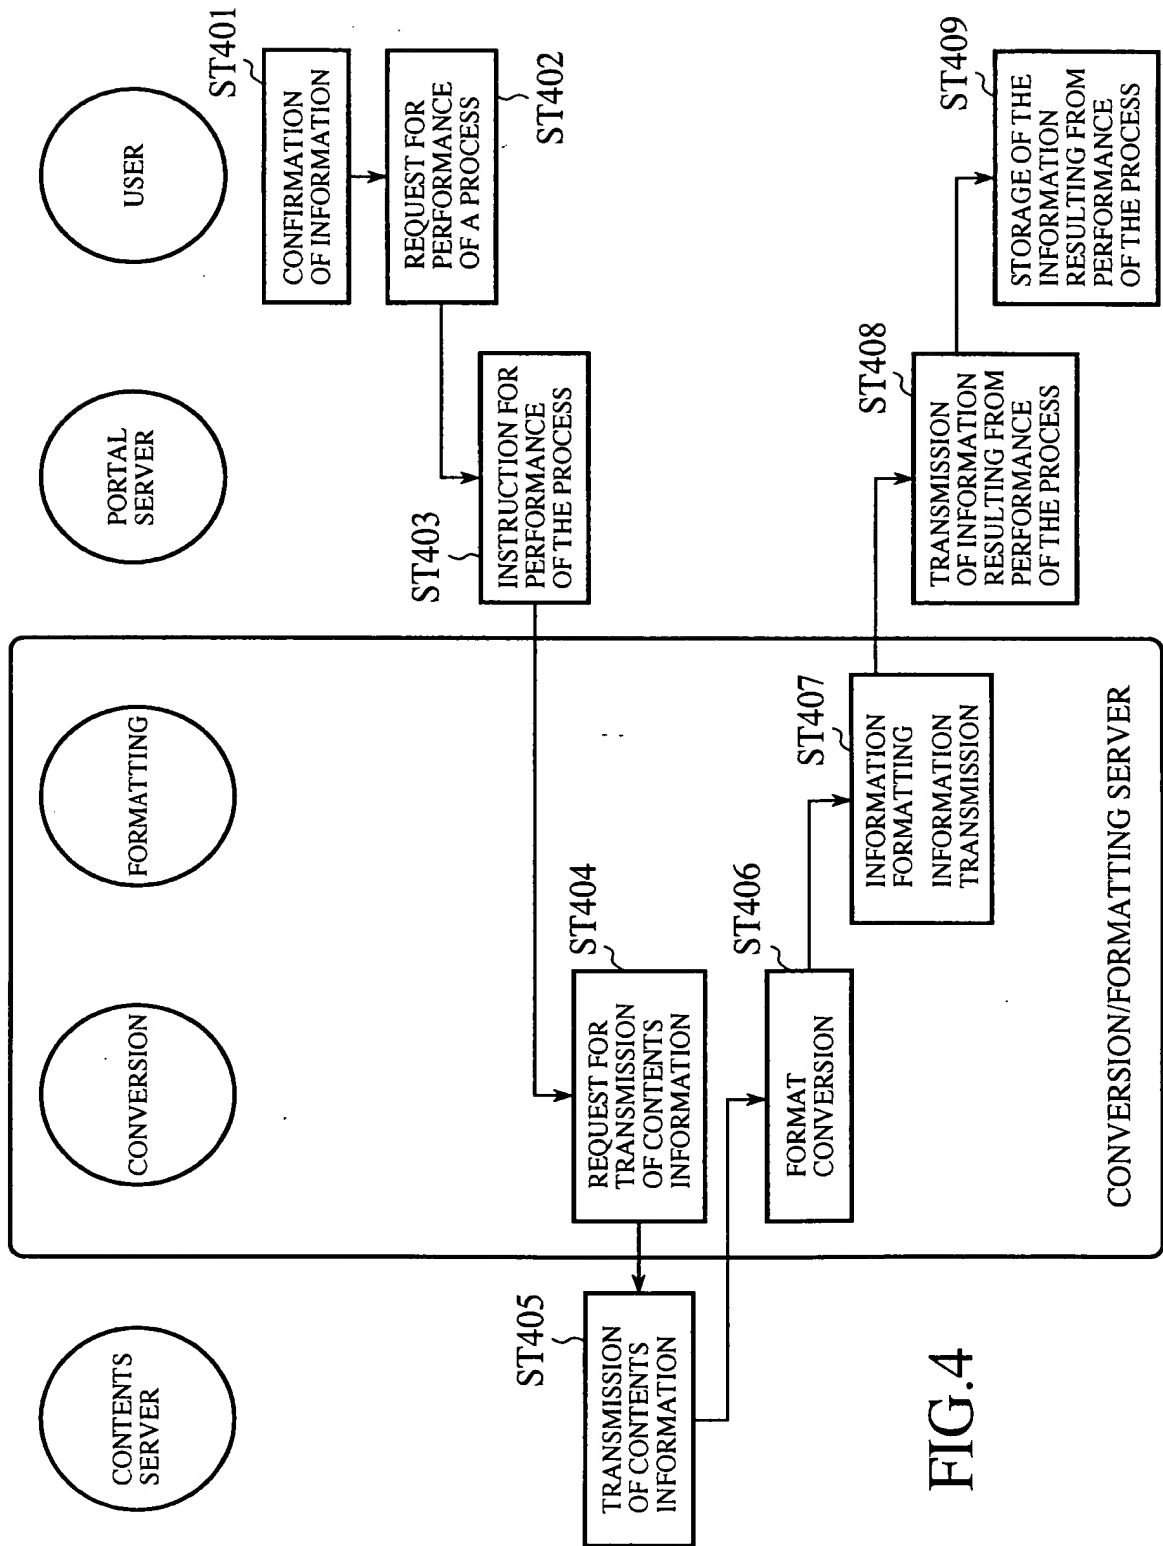 CONTENTS
SERVER
CONVERSION
FORMATTING
PORTAL
SERVER
USER
ST401
CONFIRMATION
OF INFORMATION
ST402
REQUEST FOR
PERFORMANCE
OF A PROCESS
ST403
INSTRUCTION FOR
PERFORMANCE
OF THE PROCESS
ST404
REQUEST FOR
TRANSMISSION
OF CONTENTS
INFORMATION
ST405
TRANSMISSION
OF CONTENTS
INFORMATION
ST406
FORMAT
CONVERSION
ST407
INFORMATION
FORMATTING
INFORMATION
TRANSMISSION
ST408
TRANSMISSION
OF INFORMATION
RESULTING FROM
PERFORMANCE
OF THE PROCESS
ST409
STORAGE OF THE
INFORMATION
RESULTING FROM
PERFORMANCE
OF THE PROCESS
CONVERSION/FORMATTING SERVER
FIG.4